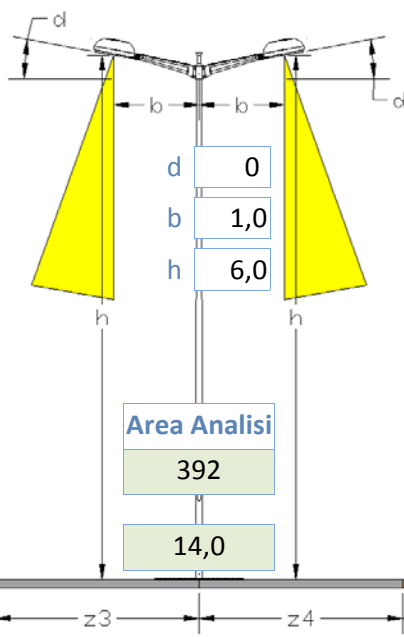 d
d
b b
d 0
b 1,0
h 6,0
h h
Area Analisi
392
14,0
z3 z4